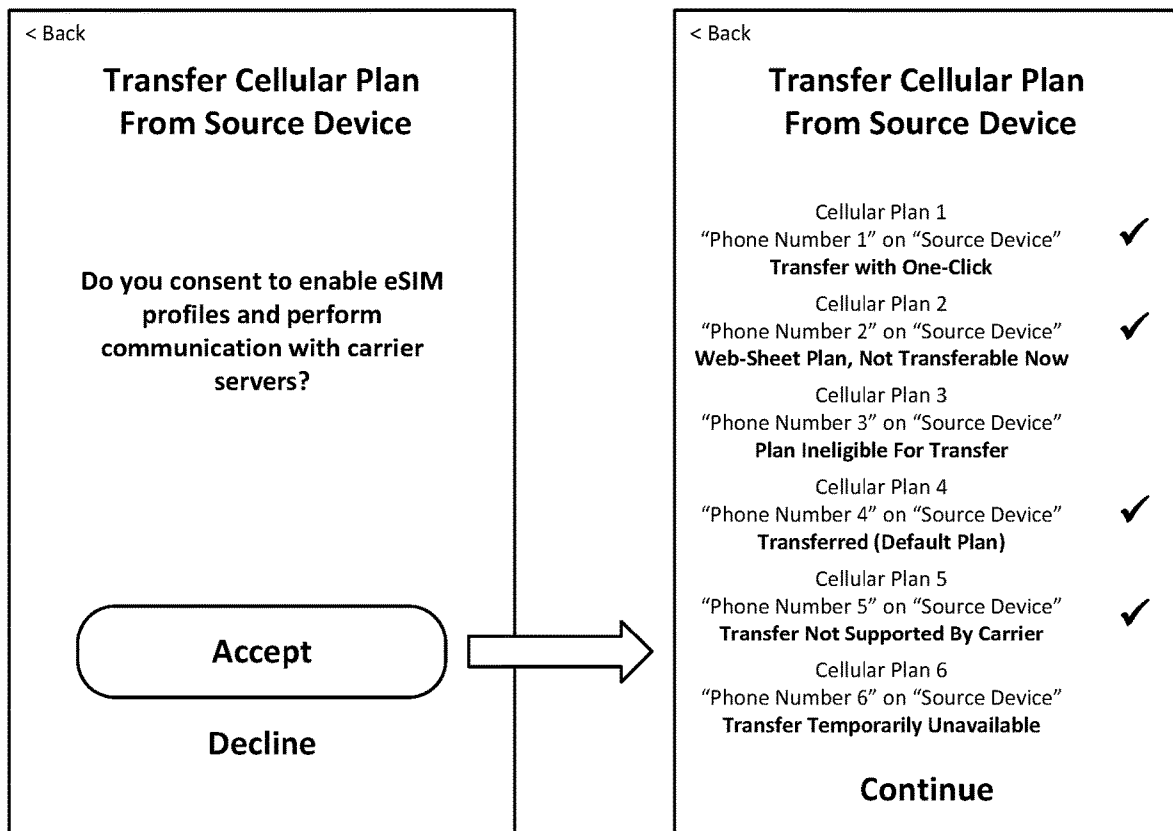 < Back
Transfer Cellular Plan
From Source Device
Do you consent to enable eSIM
profiles and perform
communication with carrier
servers?
Accept
Decline
< Back
Transfer Cellular Plan
From Source Device
Cellular Plan 1
“Phone Number 1” on “Source Device”
Transfer with One-Click
Cellular Plan 2
“Phone Number 2” on “Source Device”
Web-Sheet Plan, Not Transferable Now
Cellular Plan 3
“Phone Number 3” on “Source Device”
Plan Ineligible For Transfer
Cellular Plan 4
“Phone Number 4” on “Source Device”
Transferred (Default Plan)
Cellular Plan 5
“Phone Number 5” on “Source Device”
Transfer Not Supported By Carrier
Cellular Plan 6
“Phone Number 6” on “Source Device”
Transfer Temporarily Unavailable
Continue